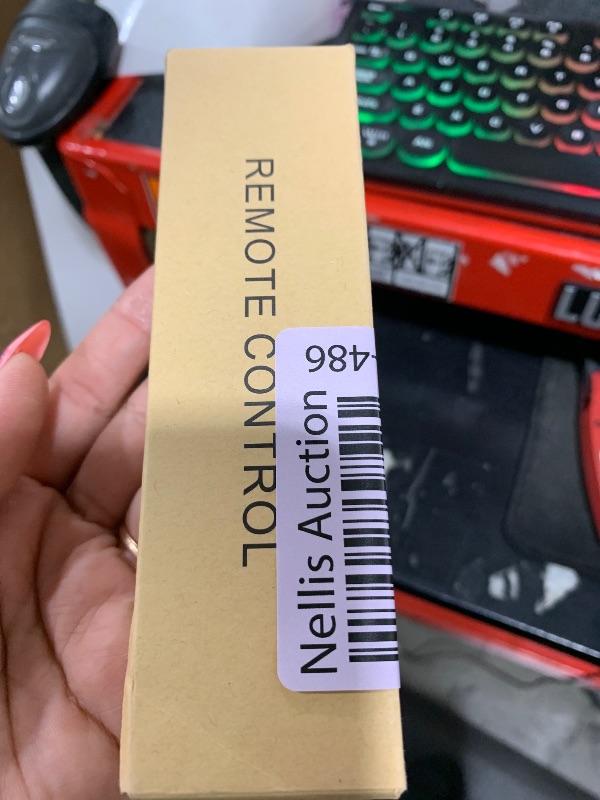 REMOTE CONTROL
-486
Nellis Auction